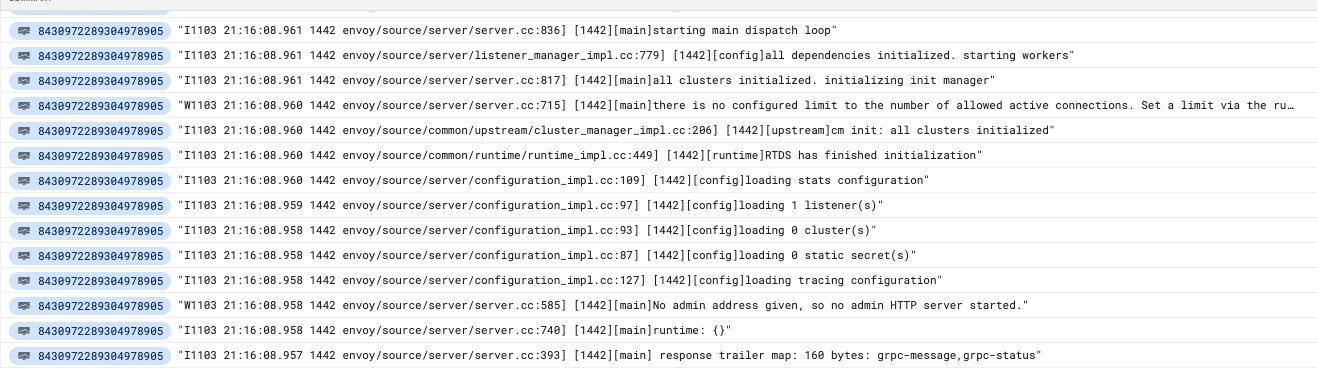 8430972289304978905 "I1103 21:16:08.961 1442 envoy/source/server/server.cc:836] [1442][main]starting main dispatch loop"
8430972289304978905 "I1103 21:16:08.961 1442 envoy/source/server/listener_manager_impl.cc:779] [1442][config]all dependencies initialized. starting workers"
8430972289304978905 "I1103 21:16:08.961 1442 envoy/source/server/server.cc:817] [1442][main]all clusters initialized. initializing init manager"
8430972289304978905 "W1103 21:16:08.960 1442 envoy/source/server/server.cc:715] [1442][main]there is no configured limit to the number of allowed active connections. Set a limit via the ru…
8430972289304978905 "I1103 21:16:08.960 1442 envoy/source/common/upstream/cluster_manager_impl.cc:206] [1442][upstream]cm init: all clusters initialized"
8430972289304978905 "I1103 21:16:08.960 1442 envoy/source/common/runtime/runtime_impl.cc:449] [1442][runtime]RTDS has finished initialization"
8430972289304978905 "I1103 21:16:08.960 1442 envoy/source/server/configuration_impl.cc:109] [1442][config]loading stats configuration"
8430972289304978905 "I1103 21:16:08.959 1442 envoy/source/server/configuration_impl.cc:97] [1442][config]loading 1 listener(s)"
8430972289304978905 "I1103 21:16:08.958 1442 envoy/source/server/configuration_impl.cc:93] [1442][config]loading 0 cluster(s)"
8430972289304978905 "I1103 21:16:08.958 1442 envoy/source/server/configuration_impl.cc:87] [1442][config]loading 0 static secret(s)"
8430972289304978905 "I1103 21:16:08.958 1442 envoy/source/server/configuration_impl.cc:127] [1442][config]loading tracing configuration"
8430972289304978905 "W1103 21:16:08.958 1442 envoy/source/server/server.cc:585] [1442][main]No admin address given, so no admin HTTP server started."
8430972289304978905 "I1103 21:16:08.958 1442 envoy/source/server/server.cc:740] [1442][main]runtime: {}"
8430972289304978905 "I1103 21:16:08.957 1442 envoy/source/server/server.cc:393] [1442][main] response trailer map: 160 bytes: grpc-message,grpc-status"